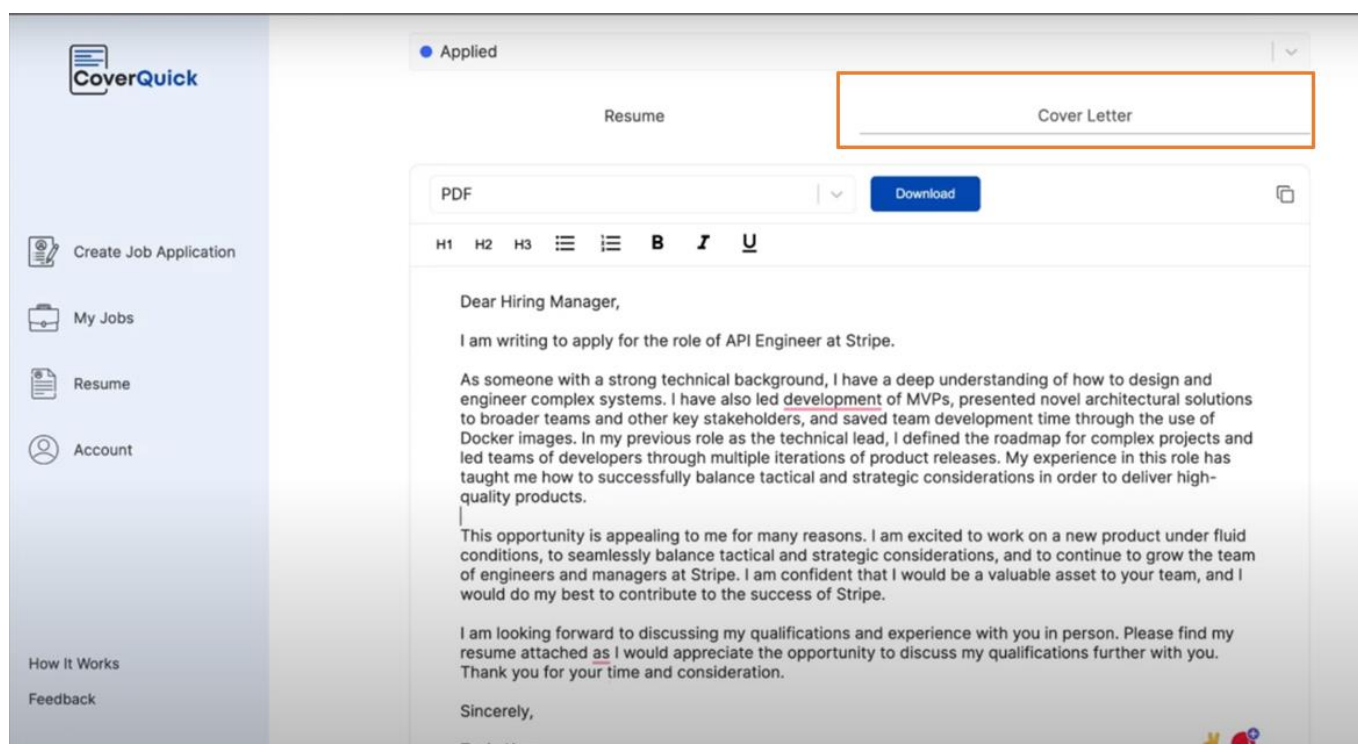 CoverQuick
Applied
Resume
Cover Letter
PDF
Download
H1 H2 H3 B I U
Create Job Application
My Jobs
Resume
Account
How It Works
Feedback
Dear Hiring Manager,
I am writing to apply for the role of API Engineer at Stripe.
As someone with a strong technical background, I have a deep understanding of how to design and
engineer complex systems. I have also led development of MVPs, presented novel architectural solutions
to broader teams and other key stakeholders, and saved team development time through the use of
Docker images. In my previous role as the technical lead, I defined the roadmap for complex projects and
led teams of developers through multiple iterations of product releases. My experience in this role has
taught me how to successfully balance tactical and strategic considerations in order to deliver high-
quality products.
This opportunity is appealing to me for many reasons. I am excited to work on a new product under fluid
conditions, to seamlessly balance tactical and strategic considerations, and to continue to grow the team
of engineers and managers at Stripe. I am confident that I would be a valuable asset to your team, and I
would do my best to contribute to the success of Stripe.
I am looking forward to discussing my qualifications and experience with you in person. Please find my
resume attached as I would appreciate the opportunity to discuss my qualifications further with you.
Thank you for your time and consideration.
Sincerely,